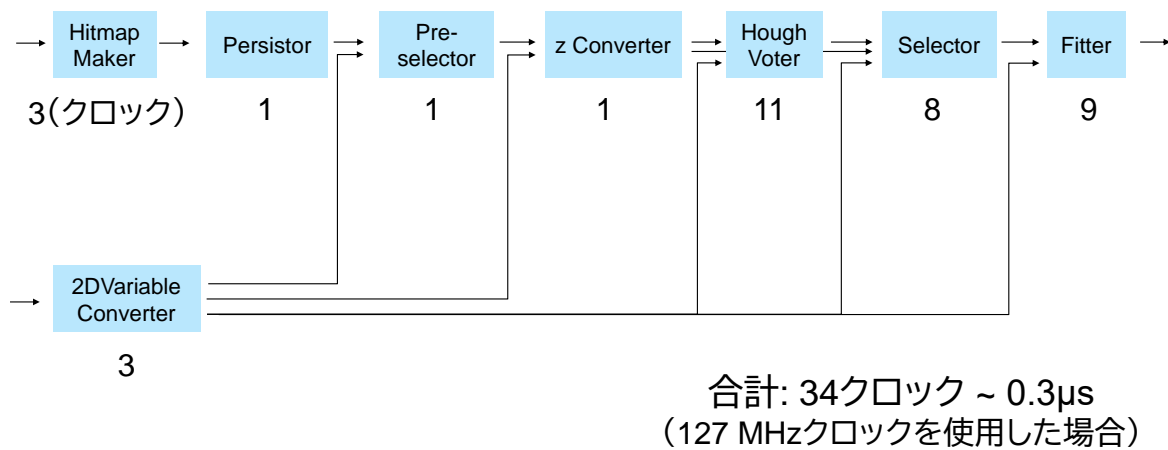 Hitmap
Maker
Persistor
Pre-
selector
z Converter
Hough
Voter
Selector
Fitter
3(クロック)
1
1
1
11
8
9
2DVariable
Converter
3
合計: 34クロック ~ 0.3μs
（127 MHzクロックを使用した場合）